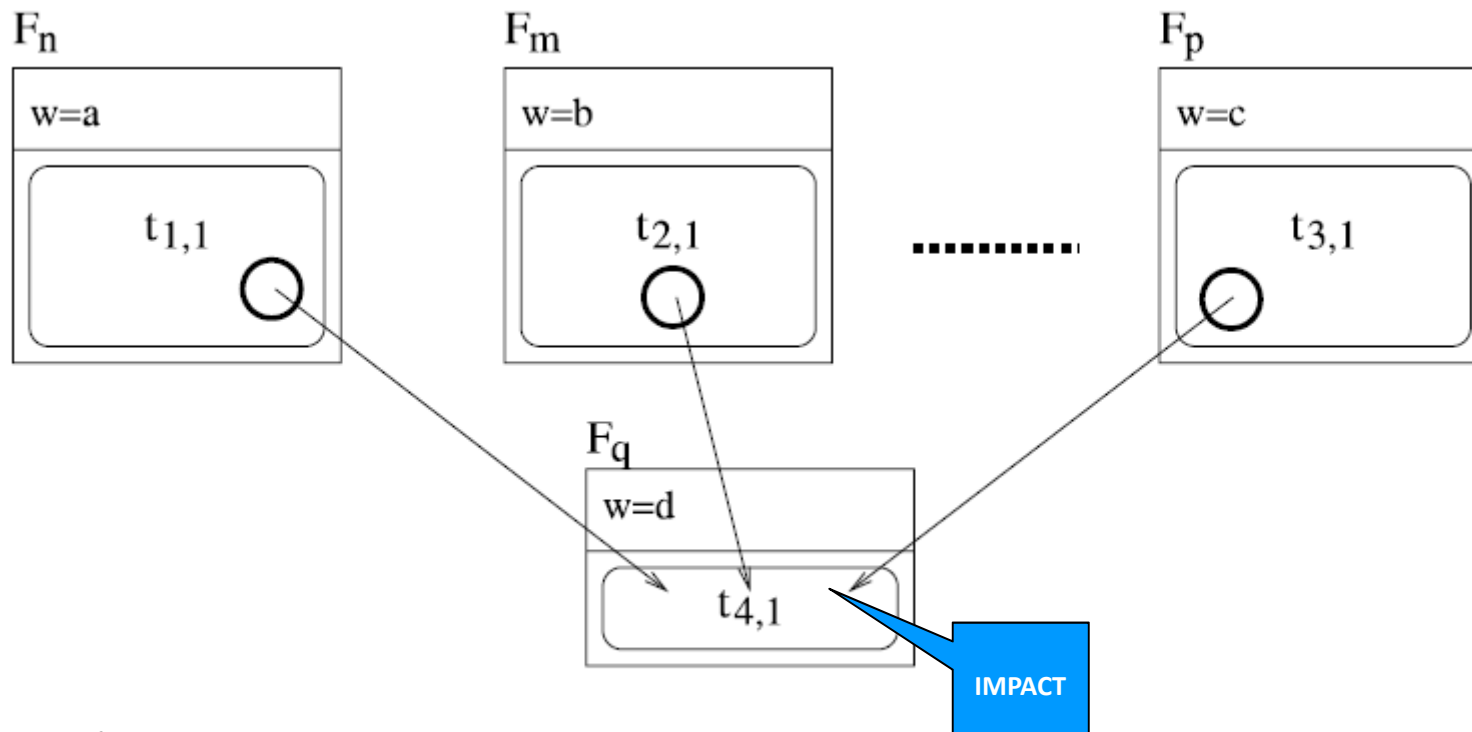 Fn Fm Fp
w=a w=b w=c
t1,1 t2,1 t3,1
Fq
w=d
t4,1
IMPACT